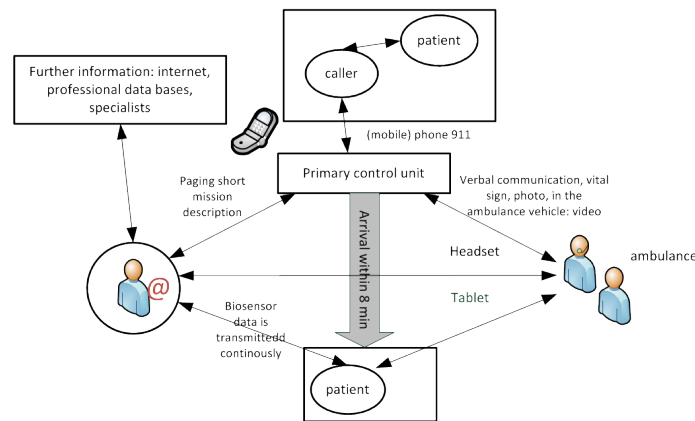 patient
Further information: internet,
professional data bases,
specialists
caller
(mobile) phone 911
Primary control unit
Paging short
mission
description
Verbal communication, vital
sign, photo, in the
ambulance vehicle: video
Arrival within 8 min
Headset
ambulance
@
Tablet
Biosensor
data is
transmittedd
continously
patient